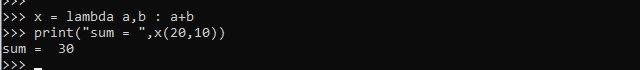 >>>
>>> x = lambda a,b : a+b
>>> print("sum = ",x(20,10))
sum =  30
>>> _